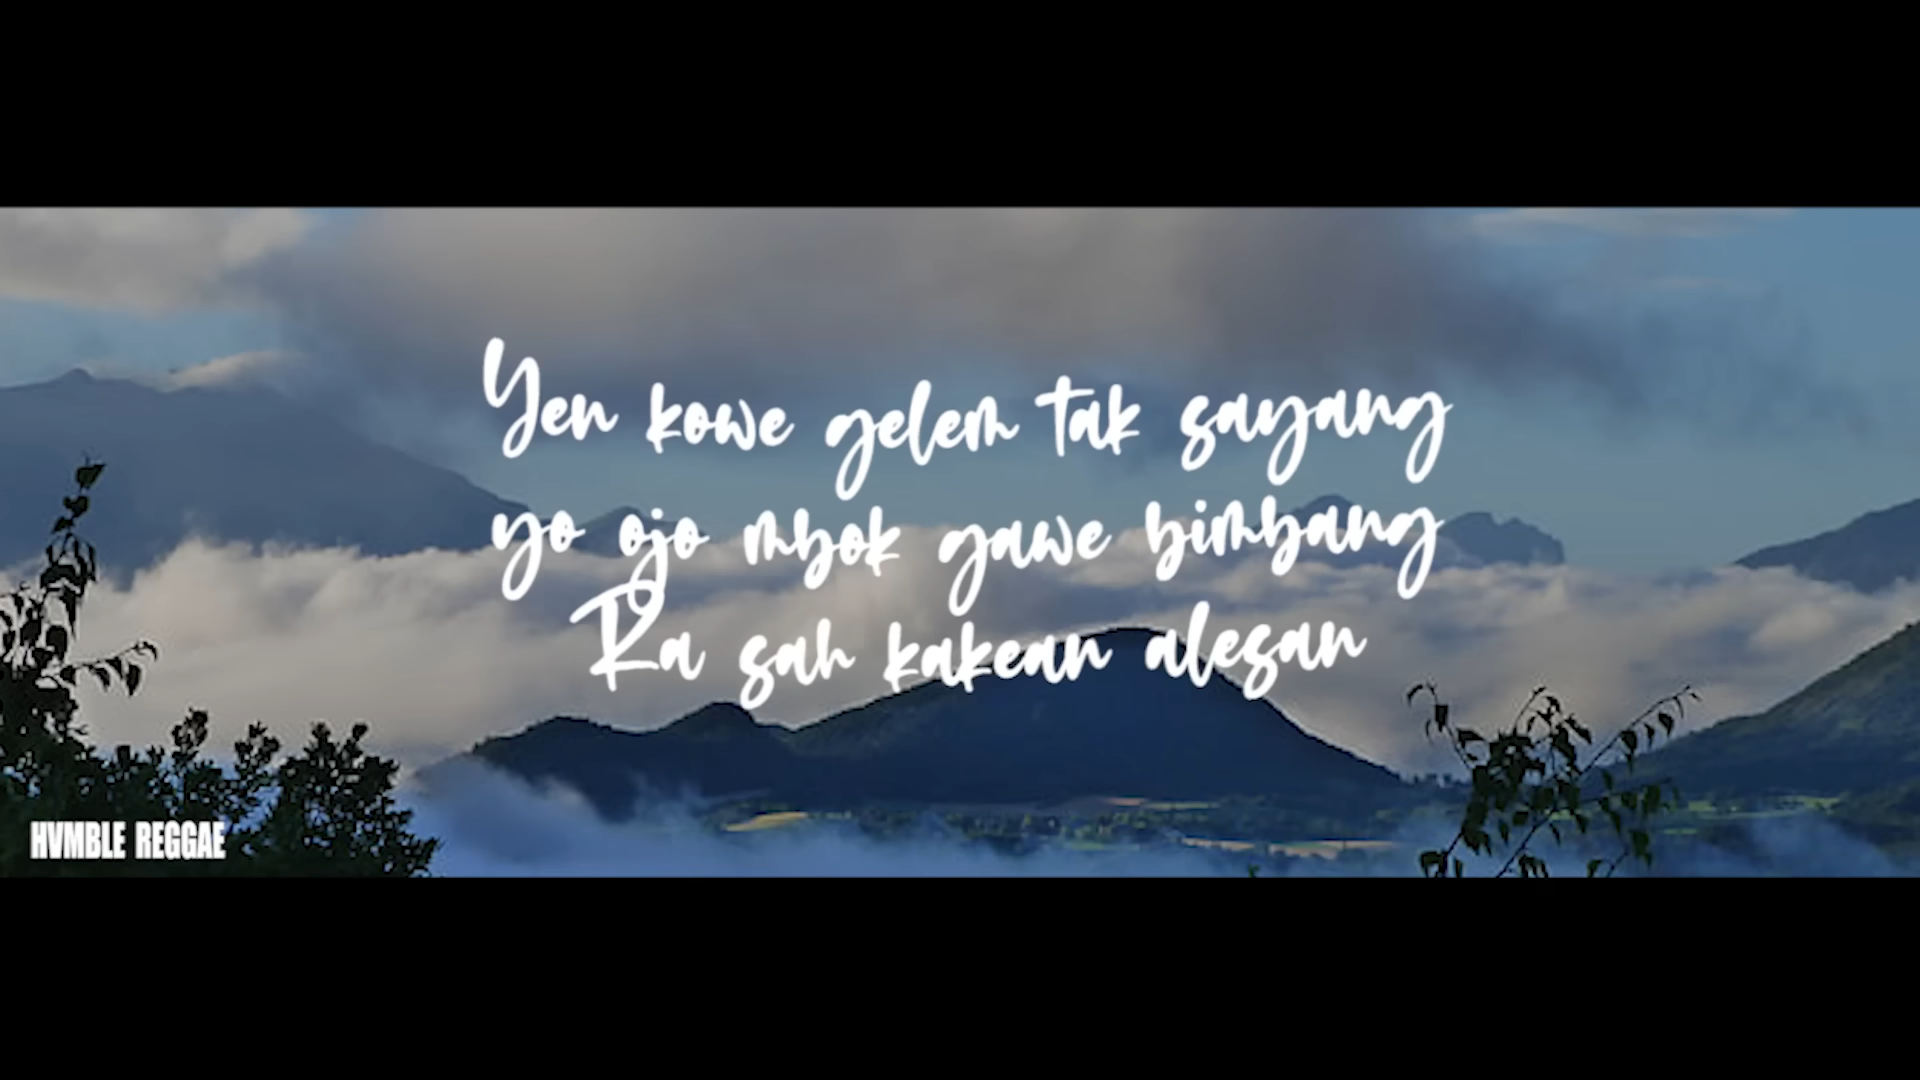 Yen kowe gelem tak sayang
yo ojo mbok gawe bimbang
Ra sah kakean alesan
HVMBLE REGGAE